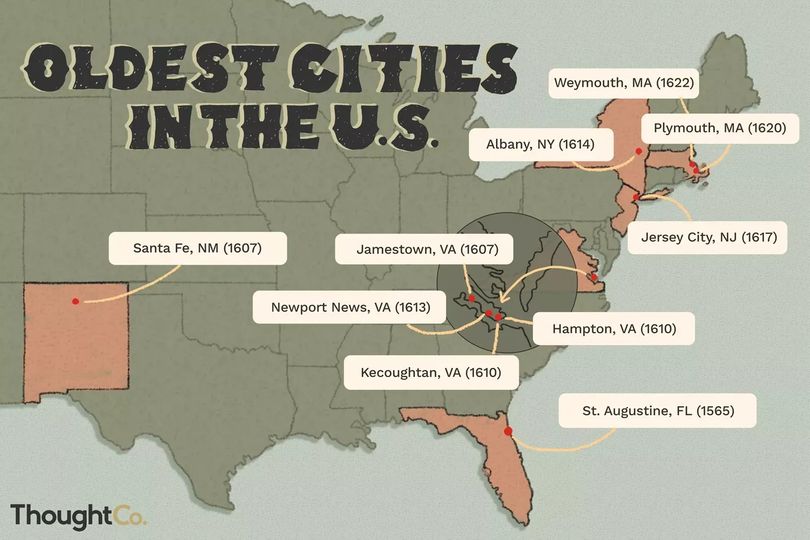 OLDEST CITIES
IN THE U.S.
Weymouth, MA (1622)
Plymouth, MA (1620)
Albany, NY (1614)
Jersey City, NJ (1617)
Santa Fe, NM (1607)
Jamestown, VA (1607)
Newport News, VA (1613)
Hampton, VA (1610)
Kecoughtan, VA (1610)
St. Augustine, FL (1565)
ThoughtCo.